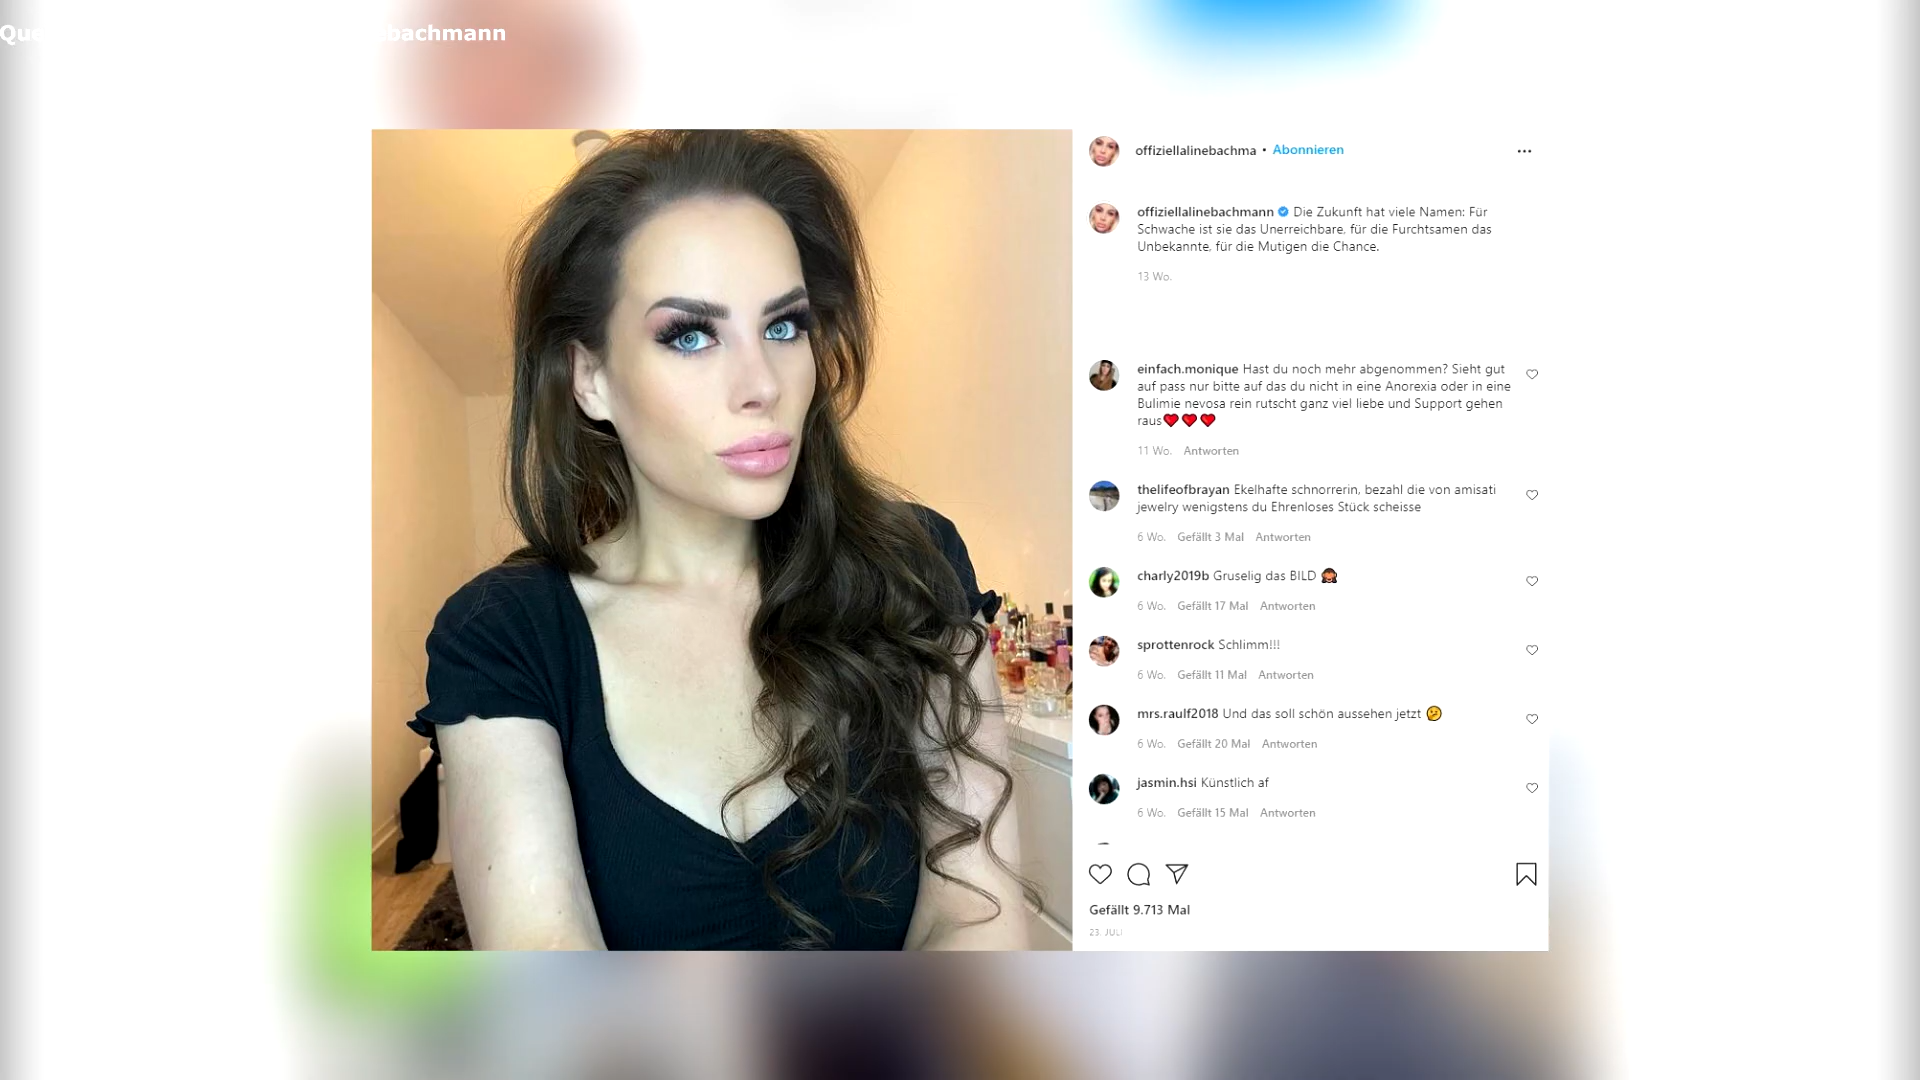 bachmann
offiziellalinebachma • Abonnieren
offiziellalinebachmann Die Zukunft hat viele Namen: Für
Schwache ist sie das Unerreichbare, für die Furchtsamen das
Unbekannte, für die Mutigen die Chance.
13 Wo.
einfach.monique Hast du noch mehr abgenommen? Sieht gut
auf pass nur bitte auf das du nicht in eine Anorexia oder in eine
Bulimie nevosa rein rutscht ganz viel liebe und Support gehen
raus❤❤❤
11 Wo. Antworten
thelifeofbrayan Ekelhafte schnorrerin, bezahl die von amisati
jewelry wenigstens du Ehrenloses Stück scheisse
6 Wo. Gefällt 3 Mal Antworten
charly2019b Gruselig das BILD 🙈
6 Wo. Gefällt 17 Mal Antworten
sprottenrock Schlimm!!!
6 Wo. Gefällt 11 Mal Antworten
mrs.raulf2018 Und das soll schön aussehen jetzt 🤔
6 Wo. Gefällt 20 Mal Antworten
jasmin.hsi Künstlich af
6 Wo. Gefällt 15 Mal Antworten
Gefällt 9.713 Mal
23. JULI